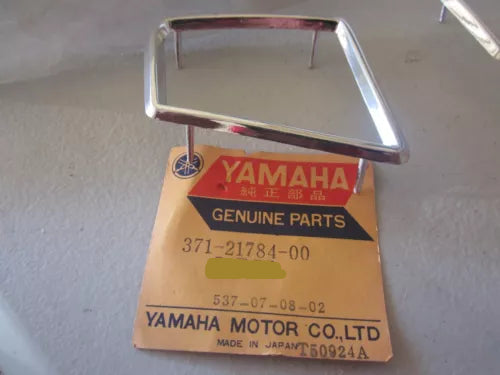 YAMAHA
純正部品
GENUINE PARTS
371-21784-00
537-07-08-02
YAMAHA MOTOR CO.,LTD
MADE IN JAPAN T50924A